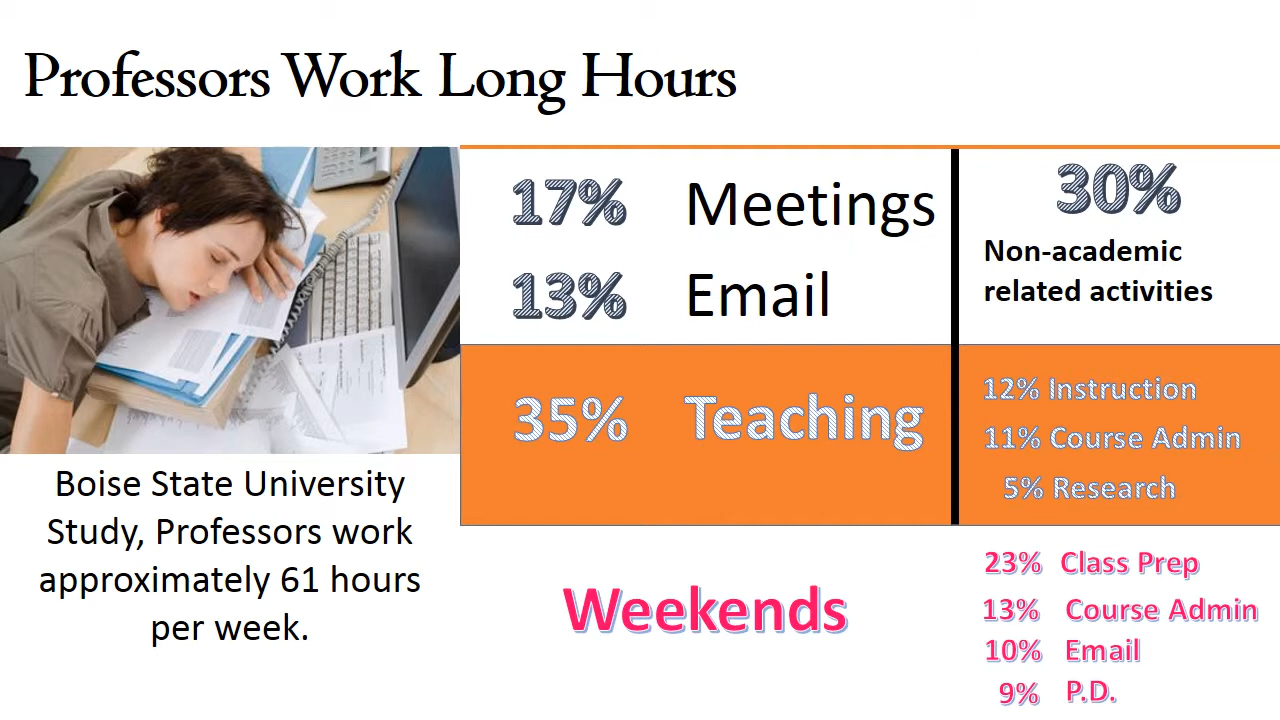 Professors Work Long Hours
17% Meetings
13% Email
30%
Non-academic
related activities
35% Teaching
12% Instruction
11% Course Admin
5% Research
Boise State University
Study, Professors work
approximately 61 hours
per week.
Weekends
23% Class Prep
13% Course Admin
10% Email
9% P.D.